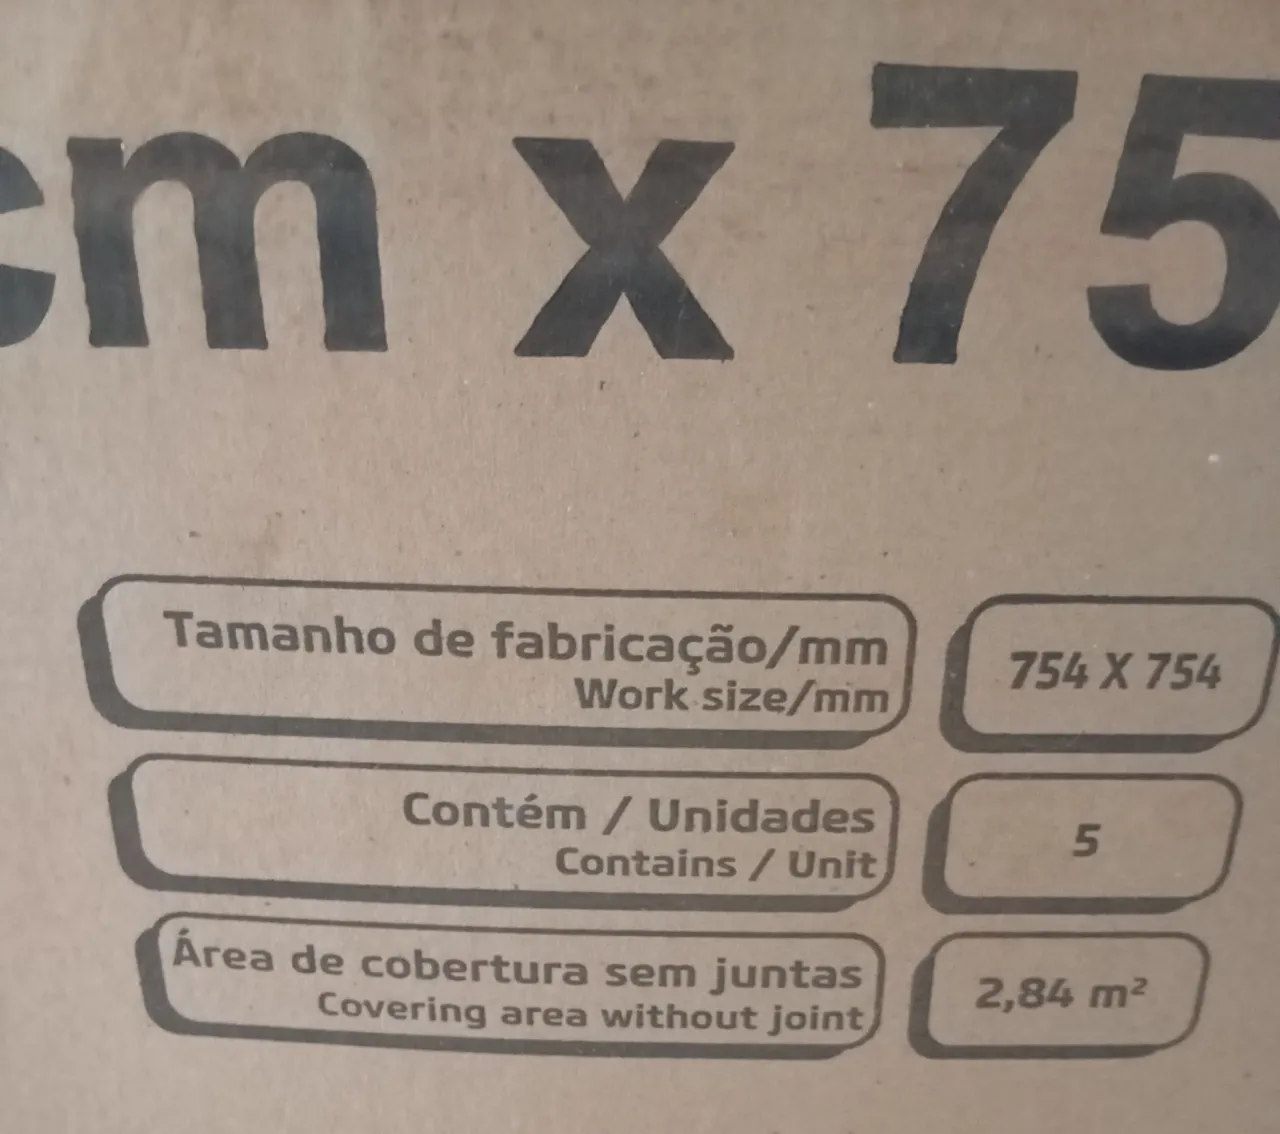 cm x 75
Tamanho de fabricação/mm
Work size/mm
754 X 754
Contém / Unidades
Contains / Unit
5
Área de cobertura sem juntas
Covering area without joint
2,84 m²